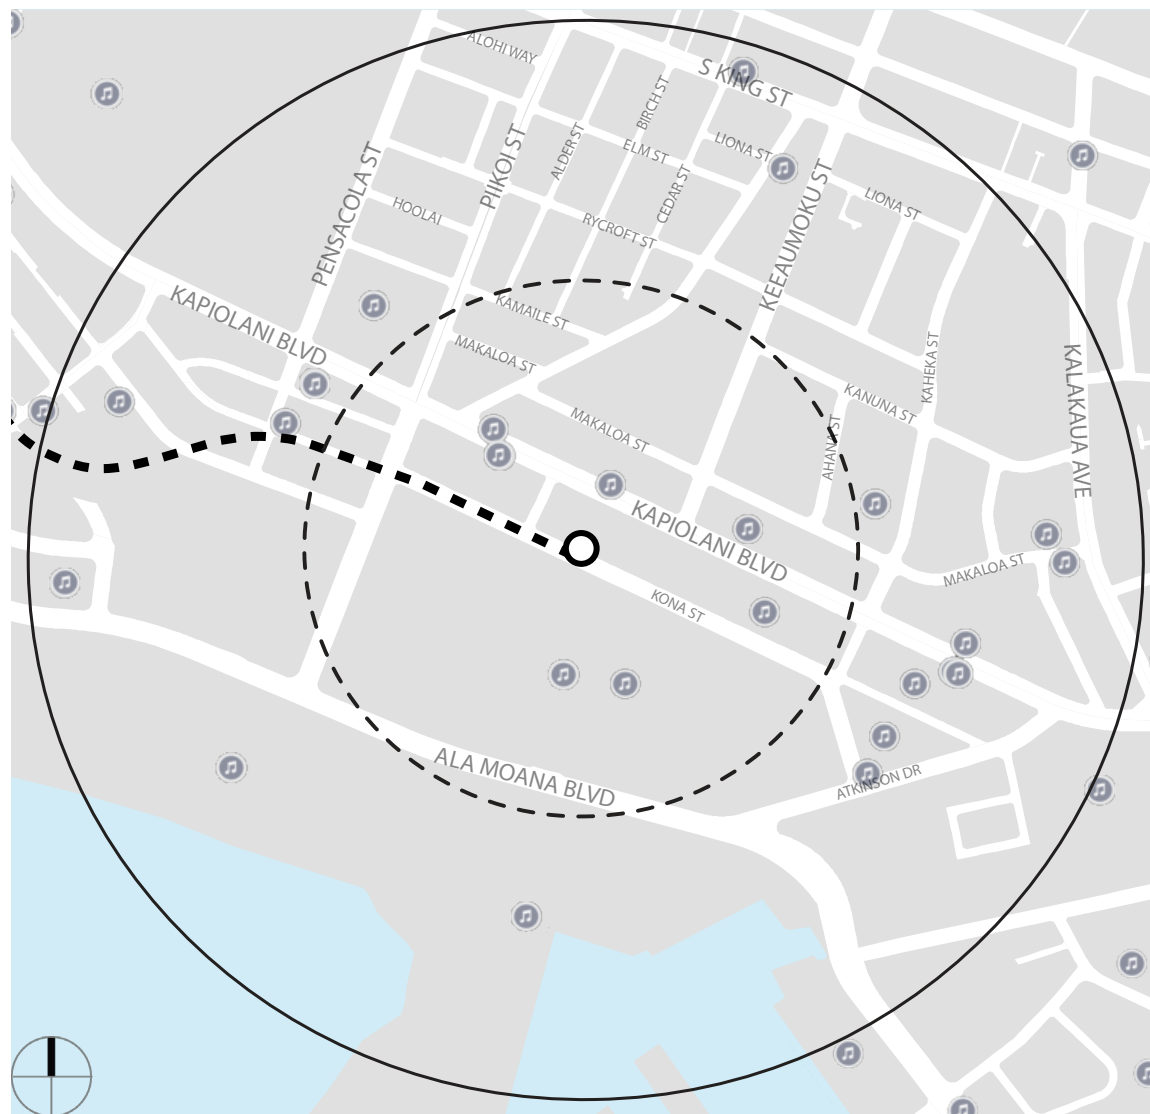 ALOHI WAY
S KING ST
BIRCH ST
PIIKOI ST
ALDER ST
ELM ST
LIONA ST
PENSACOLA ST
CEDAR ST
KEEAUMOKU ST
LIONA ST
HOOLAI
RYCROFT ST
KAPIOLANI BLVD
KAMAILE ST
MAKALOA ST
KAHEKA ST
KALAKAUA AVE
KANUNA ST
MAKALOA ST
AHANA ST
KAPIOLANI BLVD
MAKALOA ST
KONA ST
ALA MOANA BLVD
ATKINSON DR